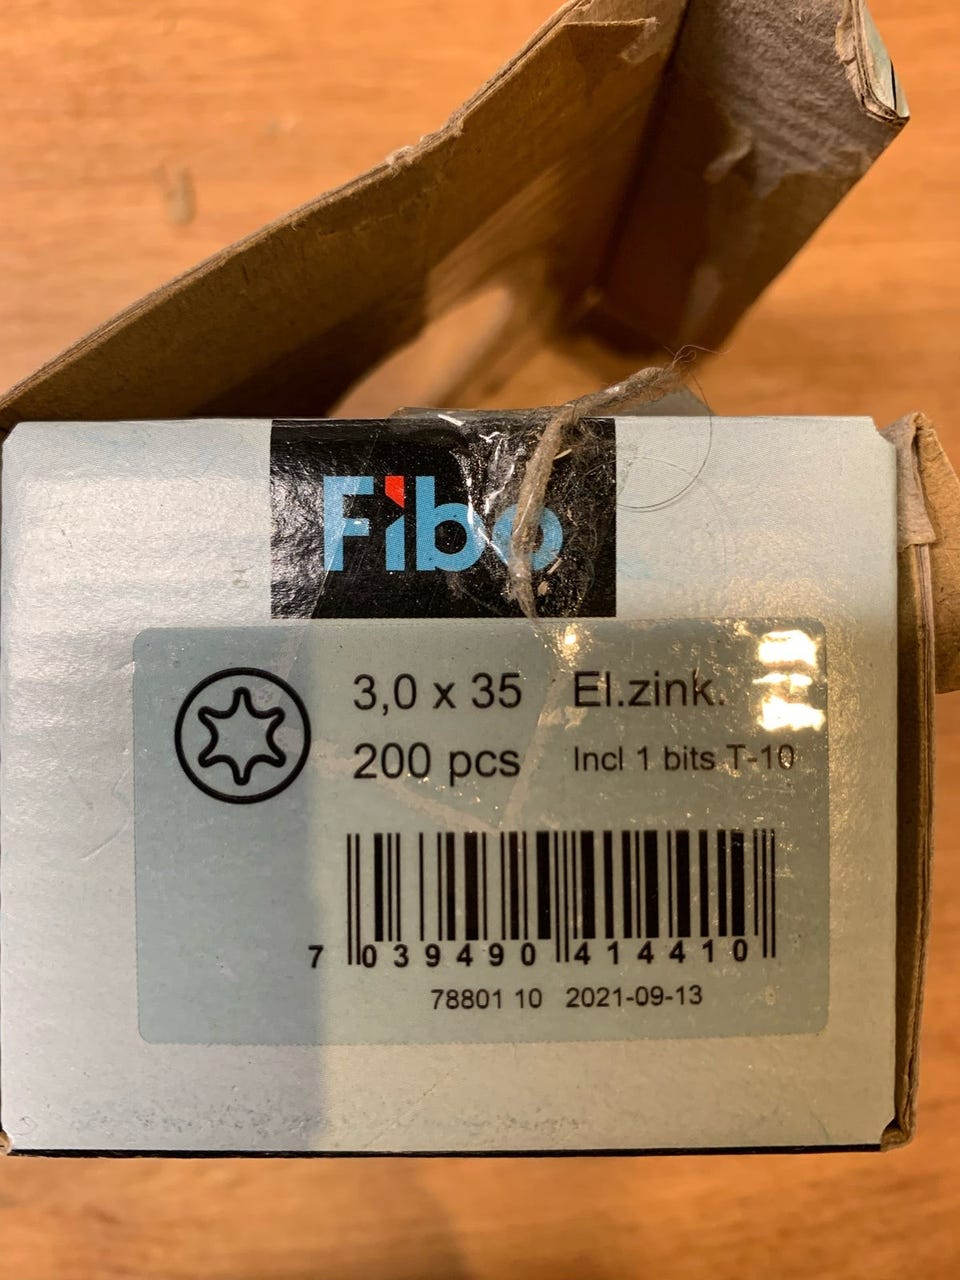 Fibo
3,0 x 35 El.zink.
200 pcs Incl 1 bits T-10
7 039490 414410
78801 10 2021-09-13